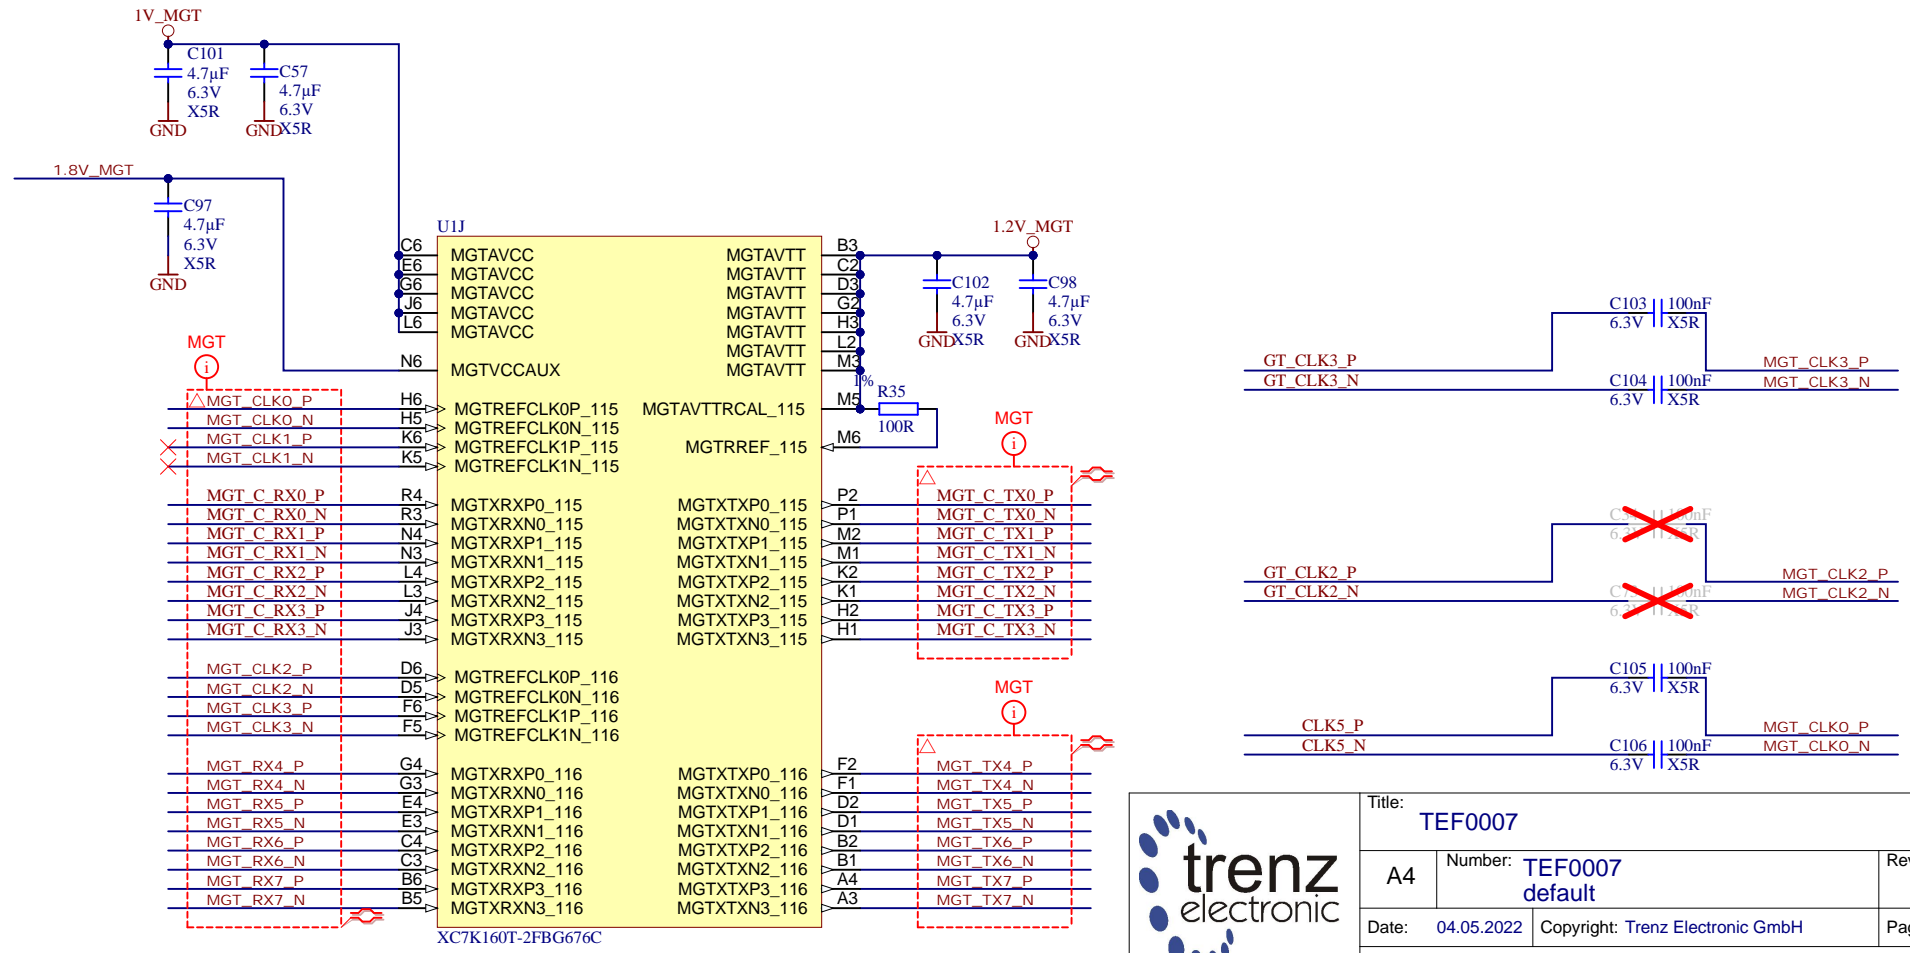 1V_MGT
C101
4.7µF
6.3V
X5R
GND
C57
4.7µF
6.3V
X5R
GND
1.8V_MGT
C97
4.7µF
6.3V
X5R
GND
U1J
C6 MGTAVCC
E6 MGTAVCC
G6 MGTAVCC
J6 MGTAVCC
L6 MGTAVCC
N6 MGTVCCAUX
MGT
i
MGT_CLK0_P H6 MGTREFCLK0P_115
MGT_CLK0_N H5 MGTREFCLK0N_115
MGT_CLK1_P K6 MGTREFCLK1P_115
MGT_CLK1_N K5 MGTREFCLK1N_115
MGT_C_RX0_P R4 MGTXRXP0_115
MGT_C_RX0_N R3 MGTXRXN0_115
MGT_C_RX1_P N4 MGTXRXP1_115
MGT_C_RX1_N N3 MGTXRXN1_115
MGT_C_RX2_P L4 MGTXRXP2_115
MGT_C_RX2_N L3 MGTXRXN2_115
MGT_C_RX3_P J4 MGTXRXP3_115
MGT_C_RX3_N J3 MGTXRXN3_115
MGT_CLK2_P D6 MGTREFCLK0P_116
MGT_CLK2_N D5 MGTREFCLK0N_116
MGT_CLK3_P F6 MGTREFCLK1P_116
MGT_CLK3_N F5 MGTREFCLK1N_116
MGT_RX4_P G4 MGTXRXP0_116
MGT_RX4_N G3 MGTXRXN0_116
MGT_RX5_P E4 MGTXRXP1_116
MGT_RX5_N E3 MGTXRXN1_116
MGT_RX6_P C4 MGTXRXP2_116
MGT_RX6_N C3 MGTXRXN2_116
MGT_RX7_P B6 MGTXRXP3_116
MGT_RX7_N B5 MGTXRXN3_116
XC7K160T-2FBG676C
MGTAVTT B3
MGTAVTT C2
MGTAVTT D3
MGTAVTT G2
MGTAVTT H3
MGTAVTT L2
MGTAVTT M3
MGTAVTTRCAL_115 M5
MGTRREF_115 M6
1%
R35
100R
1.2V_MGT
C102
4.7µF
6.3V
X5R
GND
C98
4.7µF
6.3V
X5R
GND
MGT
i
MGTXTXP0_115 P2 MGT_C_TX0_P
MGTXTXN0_115 P1 MGT_C_TX0_N
MGTXTXP1_115 M2 MGT_C_TX1_P
MGTXTXN1_115 M1 MGT_C_TX1_N
MGTXTXP2_115 K2 MGT_C_TX2_P
MGTXTXN2_115 K1 MGT_C_TX2_N
MGTXTXP3_115 H2 MGT_C_TX3_P
MGTXTXN3_115 H1 MGT_C_TX3_N
MGT
i
MGTXTXP0_116 F2 MGT_TX4_P
MGTXTXN0_116 F1 MGT_TX4_N
MGTXTXP1_116 D2 MGT_TX5_P
MGTXTXN1_116 D1 MGT_TX5_N
MGTXTXP2_116 B2 MGT_TX6_P
MGTXTXN2_116 B1 MGT_TX6_N
MGTXTXP3_116 A4 MGT_TX7_P
MGTXTXN3_116 A3 MGT_TX7_N
C103 100nF
6.3V X5R
GT_CLK3_P MGT_CLK3_P
GT_CLK3_N C104 100nF MGT_CLK3_N
6.3V X5R
GT_CLK2_P MGT_CLK2_P
GT_CLK2_N MGT_CLK2_N
C105 100nF
6.3V X5R
CLK5_P MGT_CLK0_P
CLK5_N C106 100nF MGT_CLK0_N
6.3V X5R
trenz
electronic
Title:
TEF0007
A4
Number: TEF0007
default
Date: 04.05.2022
Copyright: Trenz Electronic GmbH